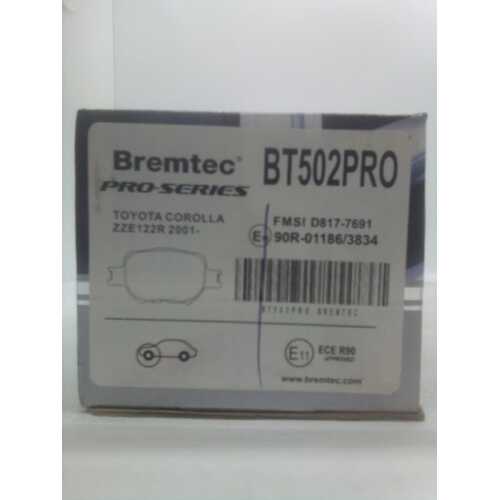 Bremtec®
BT502PRO
PRO-SERIES
TOYOTA COROLLA
ZZE122R 2001-
FMSI D817-7691
90R-01186/3834
BT502PRO BREMTEC
E11
ECE R90
APPROVED
www.bremtec.com